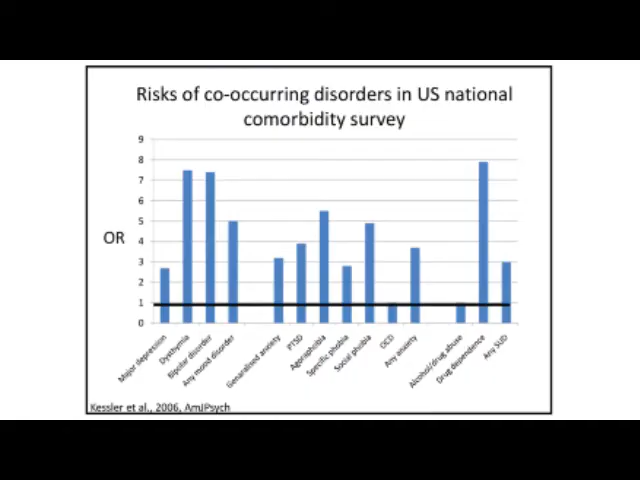 Risks of co-occurring disorders in US national
comorbidity survey
9
8
7
6
5
4
3
2
1
0
OR
Major depression
Dysthymia
Bipolar disorder
Any mood disorder
Genaralised anxiety
PTSD
Agoraphobia
Specific phobia
Social phobia
OCD
Any anxiety
Alcohol/drug abuse
Drug dependence
Any SUD
Kessler et al., 2006, AmJPsych